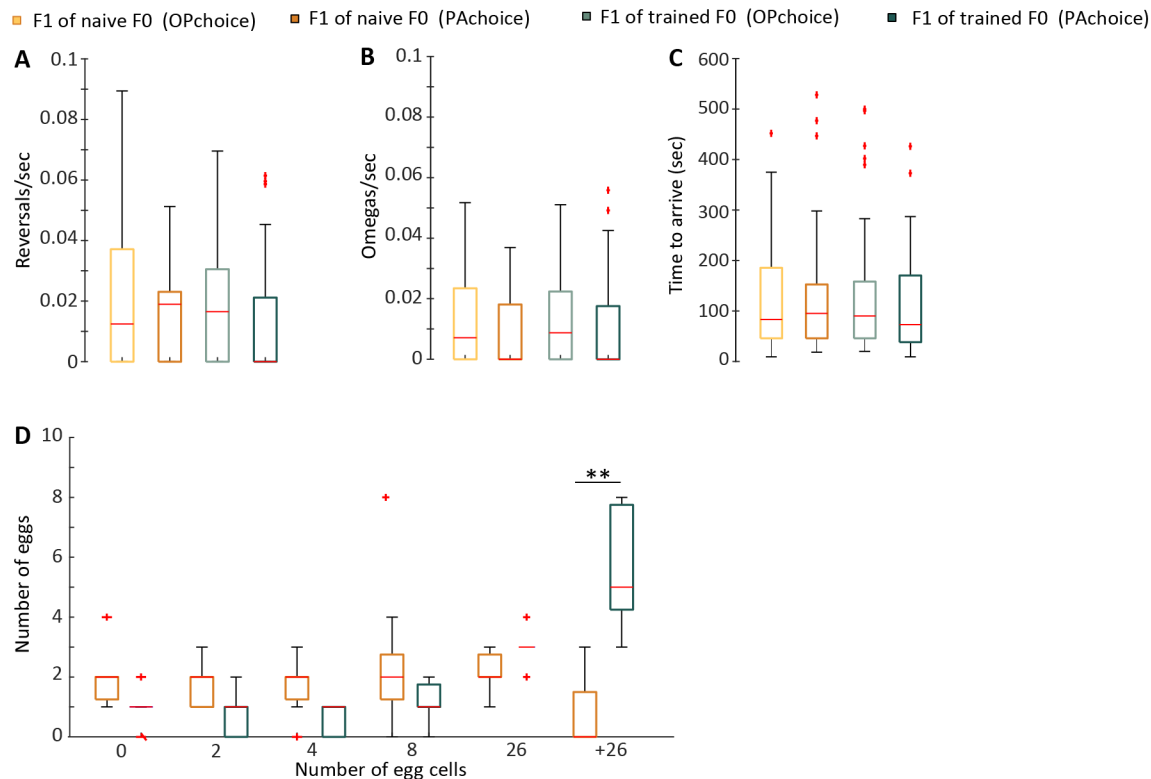 F1 of naive F0 (OPchoice) F1 of naive F0 (PAchoice) F1 of trained F0 (OPchoice) F1 of trained F0 (PAchoice)
A
0.1
0.08
0.06
0.04
0.02
0
Reversals/sec
B
0.1
0.08
0.06
0.04
0.02
0
Omegas/sec
C
600
500
400
300
200
100
0
Time to arrive (sec)
D
10
8
6
4
2
0
Number of eggs
**
0 2 4 8 26 +26
Number of egg cells